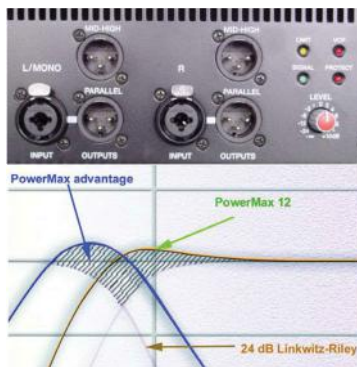 MID-HIGH
MID-HIGH
LIMIT
L/MONO
R
SIGNAL
PROTECT
PARALLEL
PARALLEL
LEVEL
INPUT
OUTPUTS
INPUT
OUTPUTS
PowerMax advantage
PowerMax 12
24 dB Linkwitz-Riley